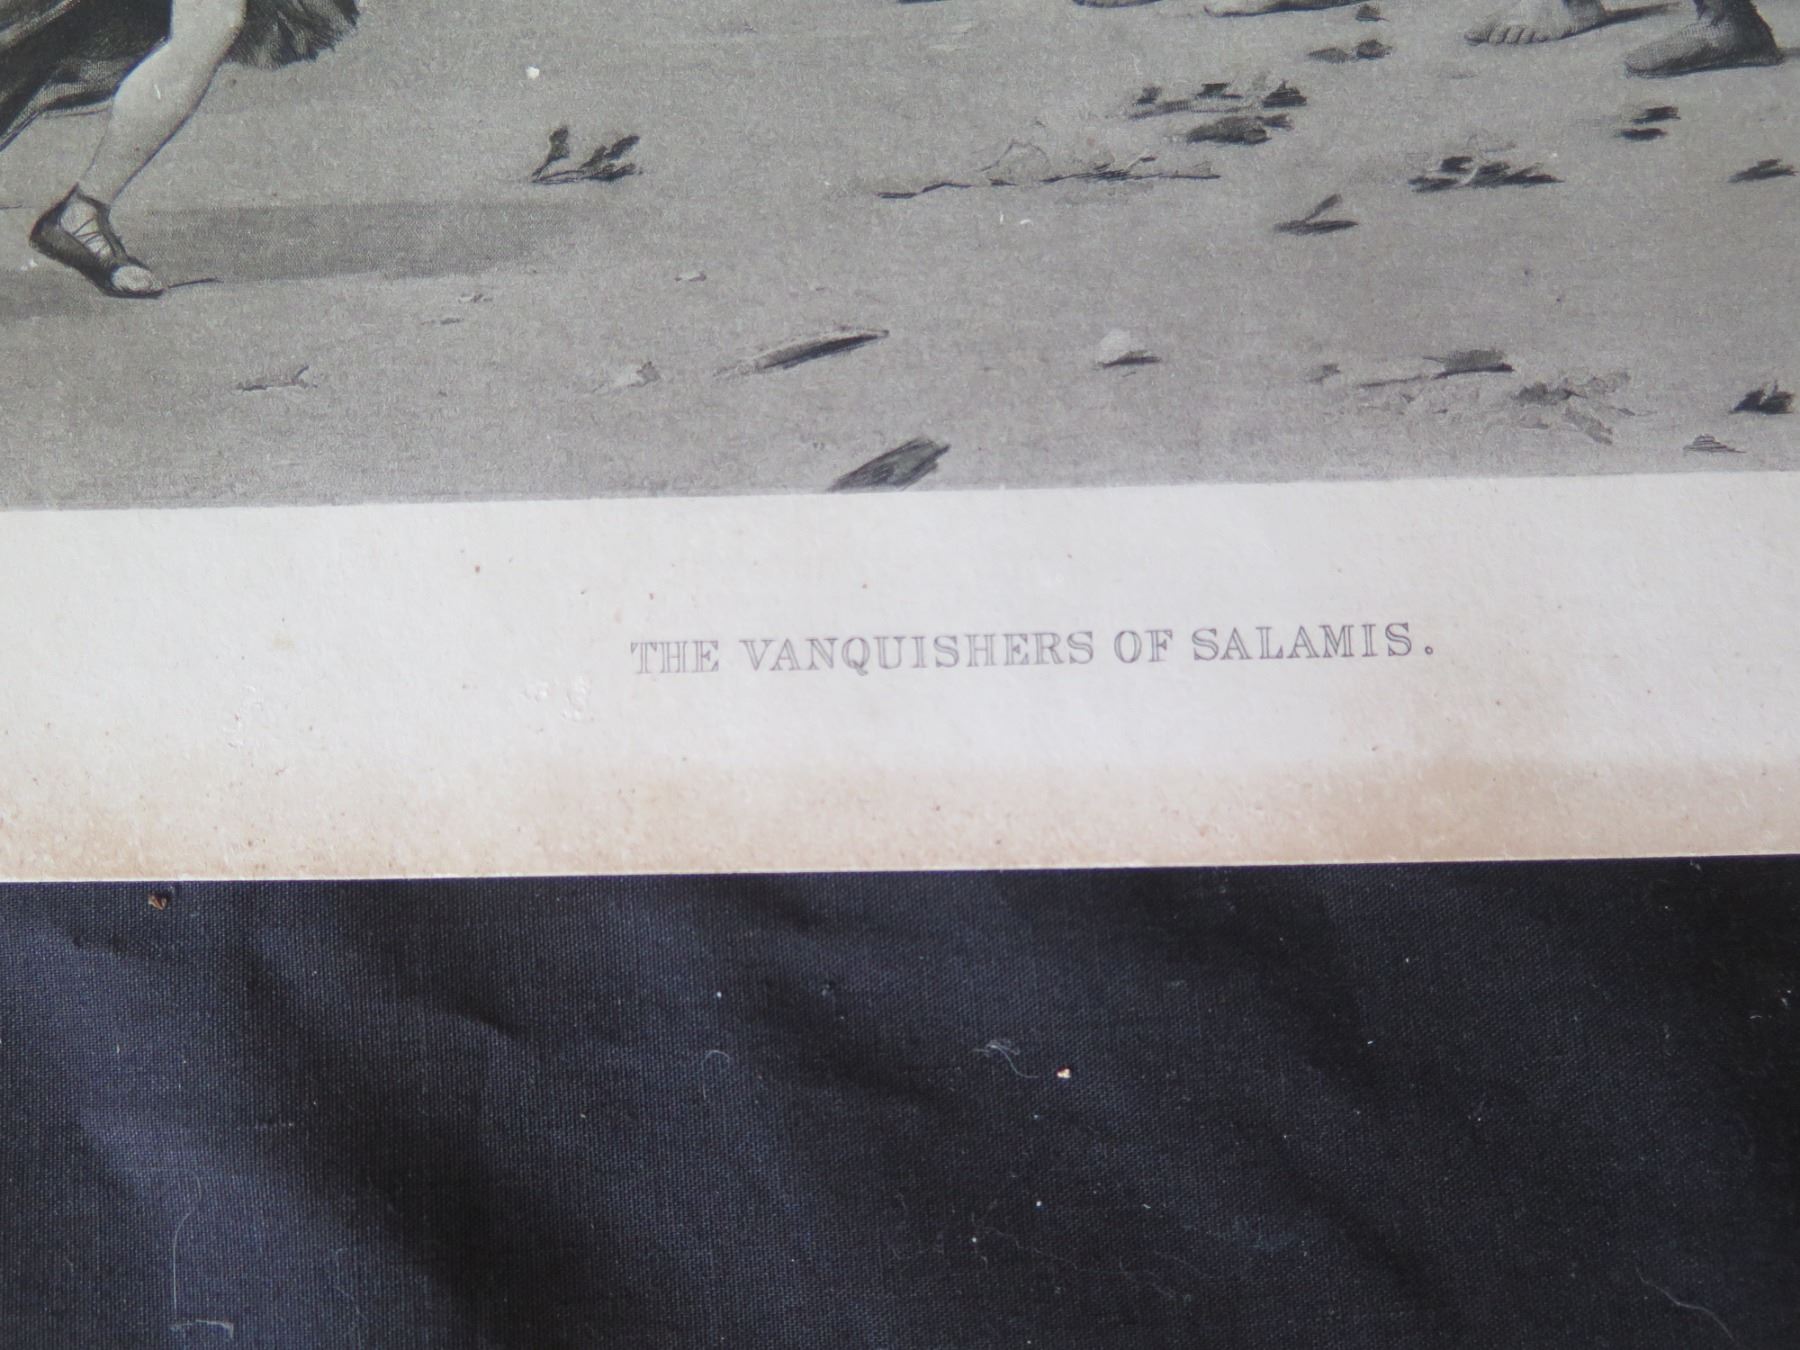 THE VANQUISHERS OF SALAMIS.